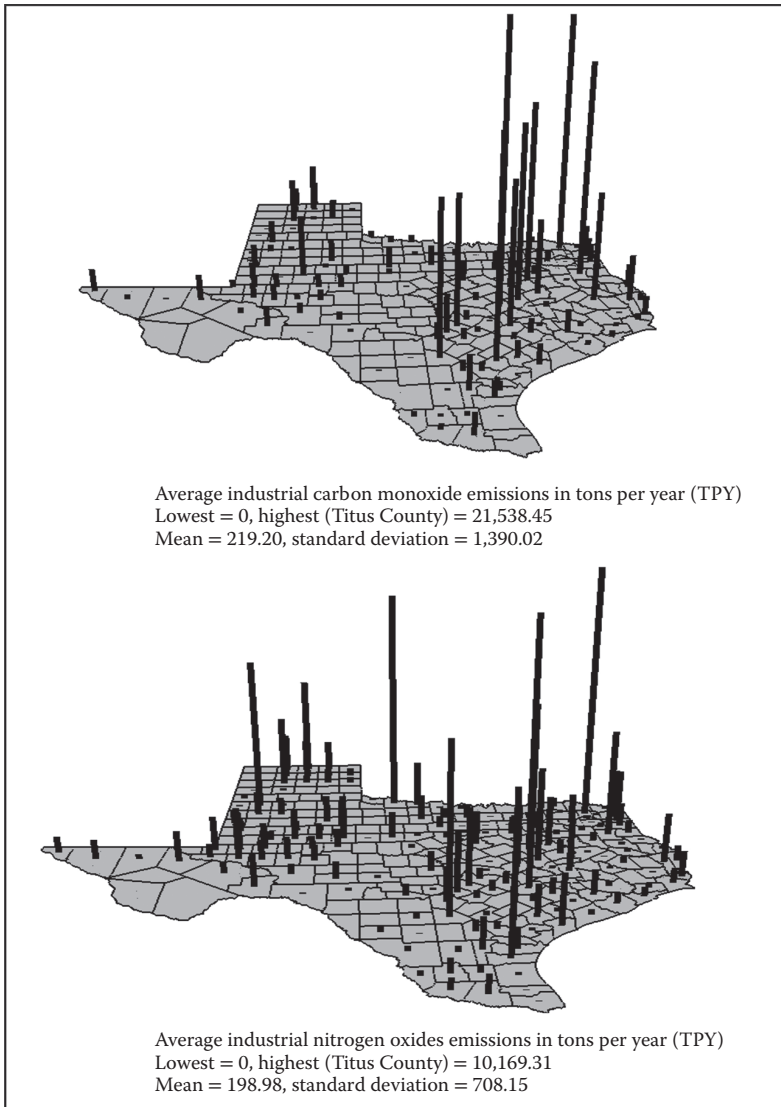 Average industrial carbon monoxide emissions in tons per year (TPY)
Lowest = 0, highest (Titus County) = 21,538.45
Mean = 219.20, standard deviation = 1,390.02
Average industrial nitrogen oxides emissions in tons per year (TPY)
Lowest = 0, highest (Titus County) = 10,169.31
Mean = 198.98, standard deviation = 708.15